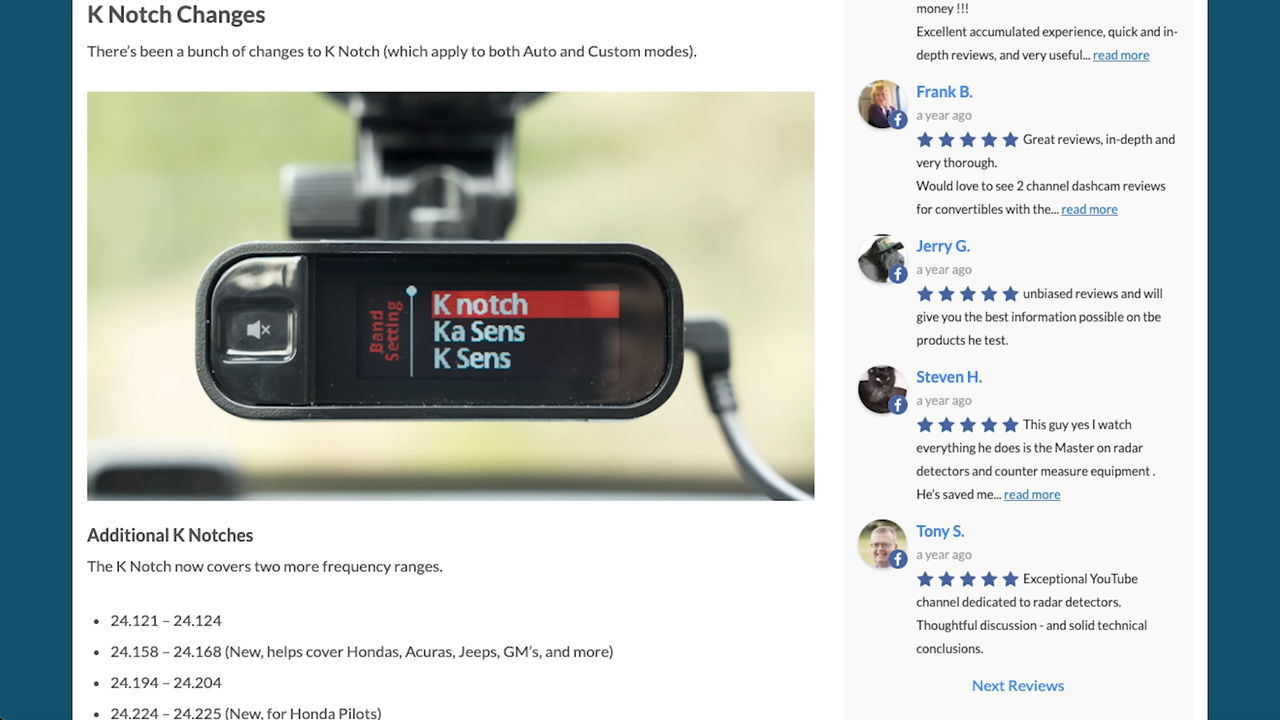 K Notch Changes
There's been a bunch of changes to K Notch (which apply to both Auto and Custom modes).
Band
Setting
K notch
Ka Sens
K Sens
Additional K Notches
The K Notch now covers two more frequency ranges.
• 24.121 – 24.124
• 24.158 – 24.168 (New, helps cover Hondas, Acuras, Jeeps, GM's, and more)
• 24.194 – 24.204
• 24.224 – 24.225 (New, for Honda Pilots)
money !!!
Excellent accumulated experience, quick and in-
depth reviews, and very useful... read more
Frank B.
a year ago
Great reviews, in-depth and
very thorough.
Would love to see 2 channel dashcam reviews
for convertibles with the... read more
Jerry G.
a year ago
unbiased reviews and will
give you the best information possible on tbe
products he test.
Steven H.
a year ago
This guy yes I watch
everything he does is the Master on radar
detectors and counter measure equipment .
He's saved me... read more
Tony S.
a year ago
Exceptional YouTube
channel dedicated to radar detectors.
Thoughtful discussion - and solid technical
conclusions.
Next Reviews